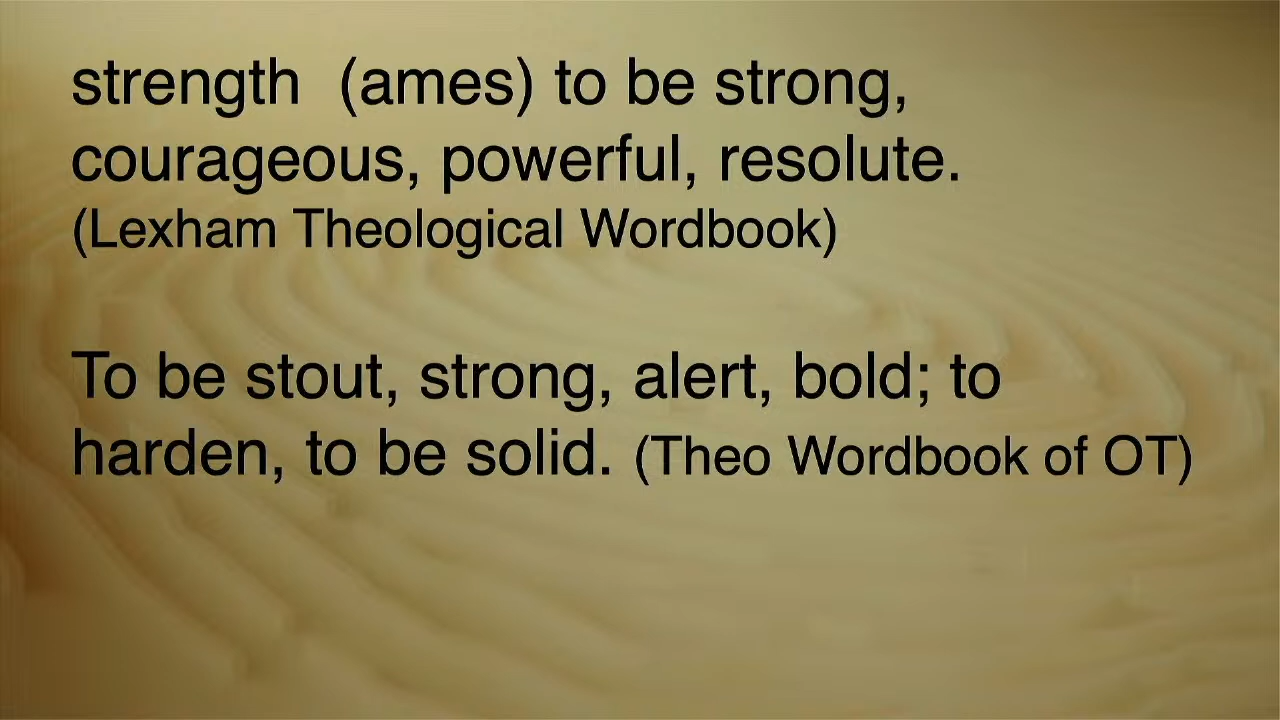 strength  (ames) to be strong,
courageous, powerful, resolute.
(Lexham Theological Wordbook)
To be stout, strong, alert, bold; to
harden, to be solid. (Theo Wordbook of OT)